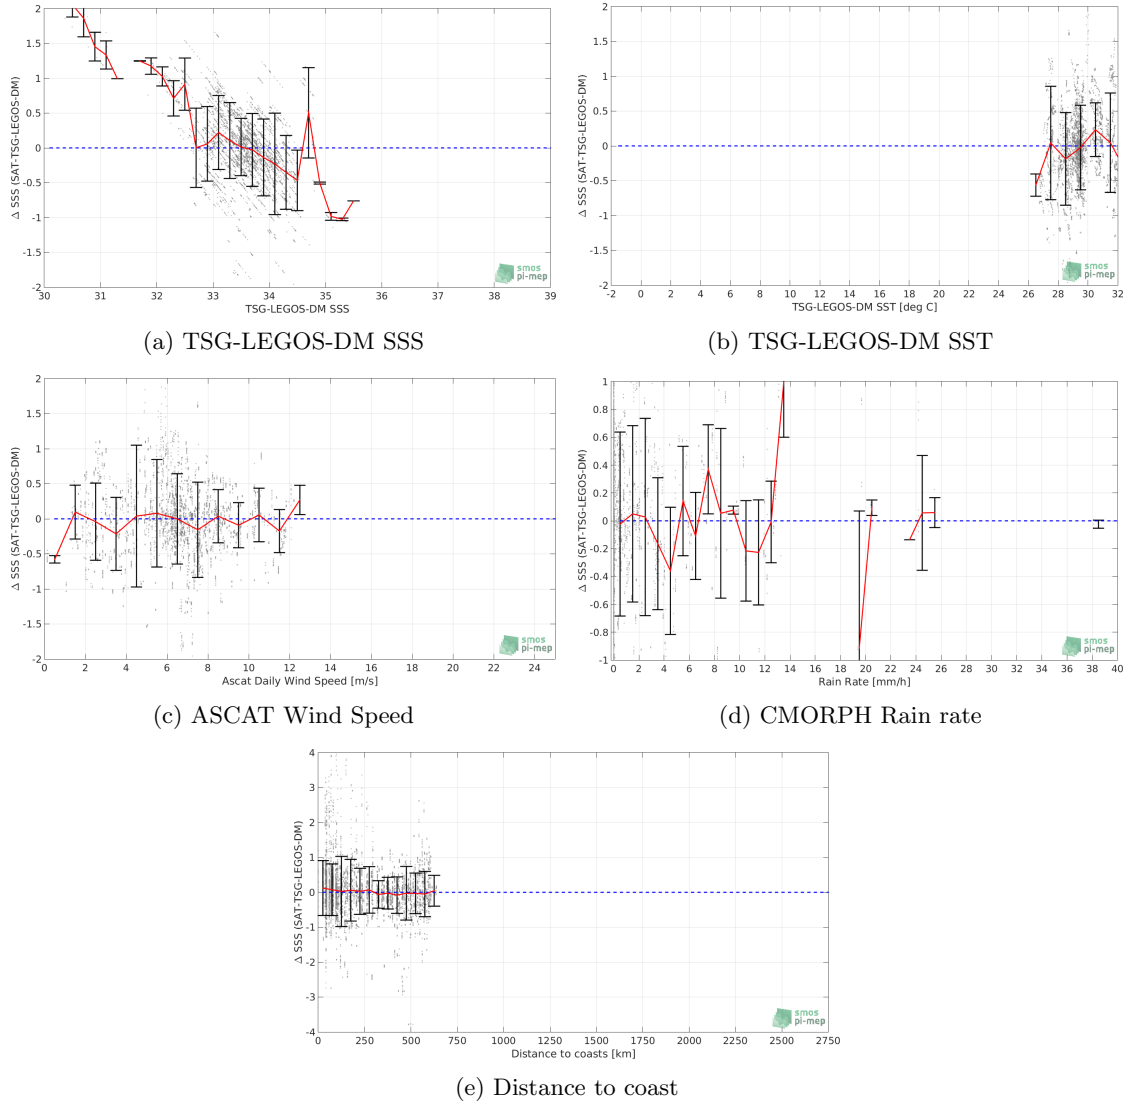 Δ SSS (SAT-TSG-LEGOS-DM)
2
1.5
1
0.5
0
-0.5
-1
-1.5
-2
30 31 32 33 34 35 36 37 38 39
TSG-LEGOS-DM SSS
smos
pi-mep
(a) TSG-LEGOS-DM SSS
Δ SSS (SAT-TSG-LEGOS-DM)
2
1.5
1
0.5
0
-0.5
-1
-1.5
-2
-2 0 2 4 6 8 10 12 14 16 18 20 22 24 26 28 30 32
TSG-LEGOS-DM SST [deg C]
smos
pi-mep
(b) TSG-LEGOS-DM SST
Δ SSS (SAT-TSG-LEGOS-DM)
2
1.5
1
0.5
0
-0.5
-1
-1.5
-2
0 2 4 6 8 10 12 14 16 18 20 22 24
Ascat Daily Wind Speed [m/s]
smos
pi-mep
(c) ASCAT Wind Speed
Δ SSS (SAT-TSG-LEGOS-DM)
1
0.8
0.6
0.4
0.2
0
-0.2
-0.4
-0.6
-0.8
-1
0 2 4 6 8 10 12 14 16 18 20 22 24 26 28 30 32 34 36 38 40
Rain Rate [mm/h]
smos
pi-mep
(d) CMORPH Rain rate
Δ SSS (SAT-TSG-LEGOS-DM)
4
3
2
1
0
-1
-2
-3
-4
0 250 500 750 1000 1250 1500 1750 2000 2250 2500 2750
Distance to coasts [km]
smos
pi-mep
(e) Distance to coast